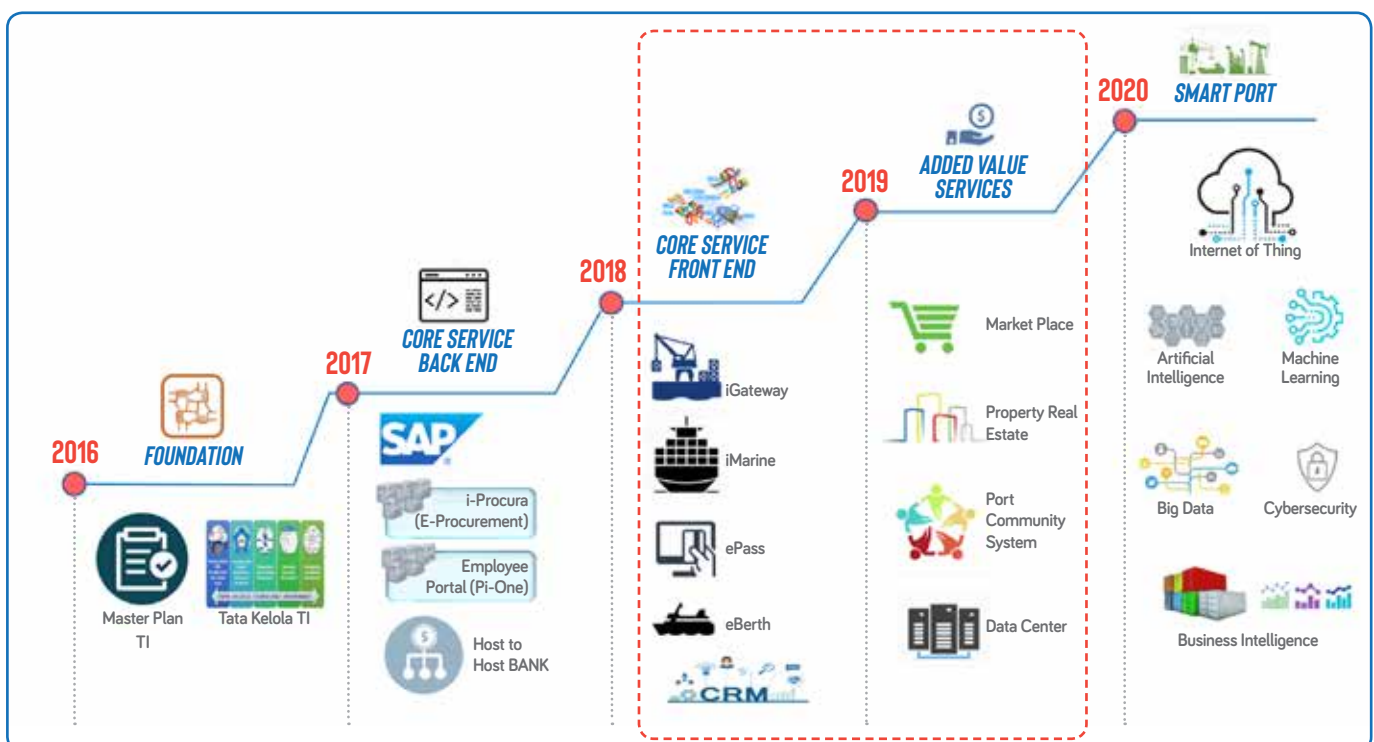 2016
FOUNDATION
Master Plan
TI
Tata Kelola TI
2017
CORE SERVICE
BACK END
SAP
i-Procura
(E-Procurement)
Employee
Portal (Pi-One)
Host to
Host BANK
2018
CORE SERVICE
FRONT END
iGateway
iMarine
ePass
eBerth
CRM
2019
ADDED VALUE
SERVICES
Market Place
Property Real
Estate
Port
Community
System
Data Center
2020
SMART PORT
Internet of Thing
Artificial
Intelligence
Machine
Learning
Big Data
Cybersecurity
Business Intelligence